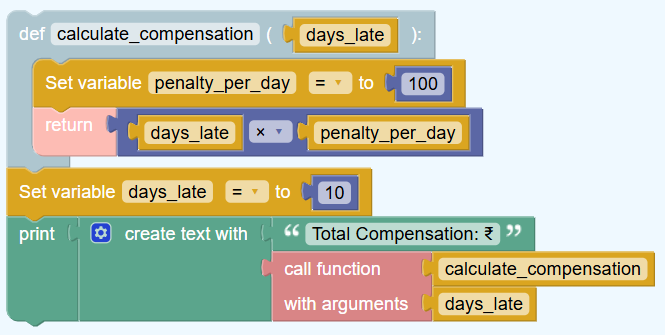 def calculate_compensation ( days_late ):
Set variable penalty_per_day = to 100
return days_late × penalty_per_day
Set variable days_late = to 10
print create text with “ Total Compensation: ₹ ”
call function calculate_compensation
with arguments days_late